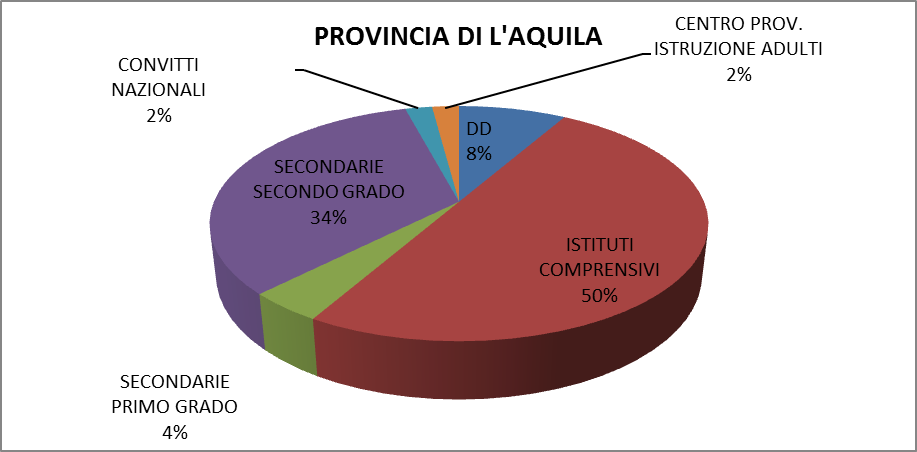 PROVINCIA DI L'AQUILA
CENTRO PROV.
ISTRUZIONE ADULTI
2%
CONVITTI
NAZIONALI
2%
DD
8%
SECONDARIE
SECONDO GRADO
34%
ISTITUTI
COMPRENSIVI
50%
SECONDARIE
PRIMO GRADO
4%